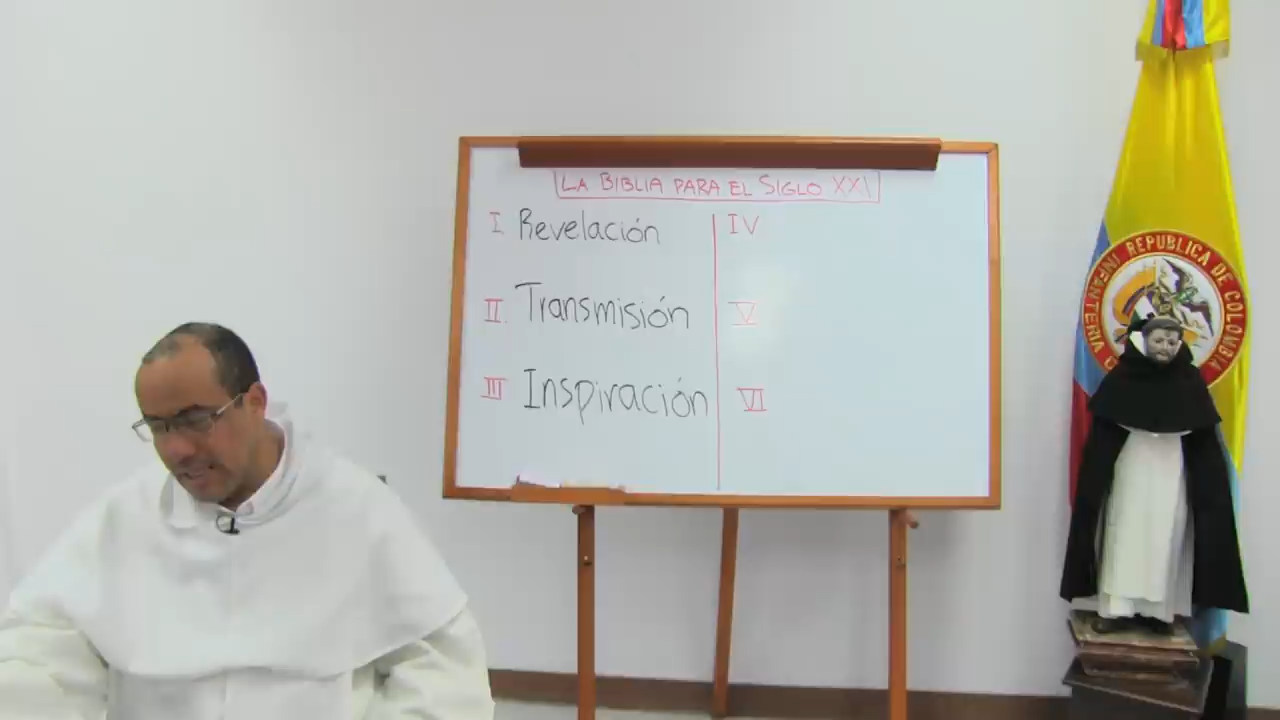 LA BIBLIA PARA EL SIGLO XXI
I. Revelación
II. Transmisión
III Inspiración
IV
V
VI
REPUBLICA DE COLOMBIA
INFANTERIA